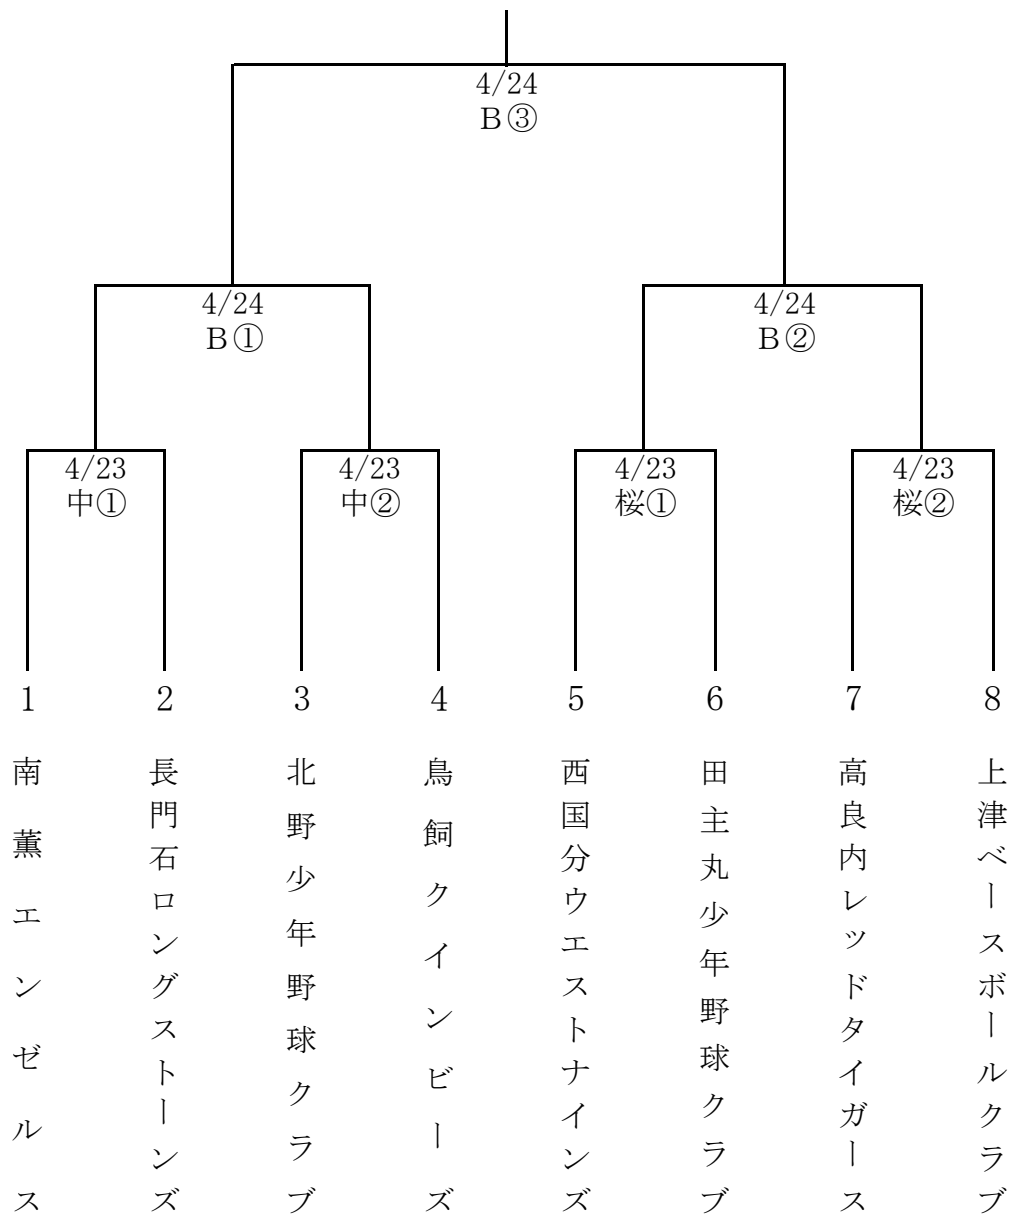 4/24
B③
4/24
B①
4/24
B②
4/23
中①
4/23
中②
4/23
桜①
4/23
桜②
1
2
3
4
5
6
7
8
南薫エンゼルス
長門石ロングストーンズ
北野少年野球クラブ
鳥飼クインビーズ
西国分ウエストナインズ
田主丸少年野球クラブ
高良内レッドタイガース
上津ベースボールクラブ